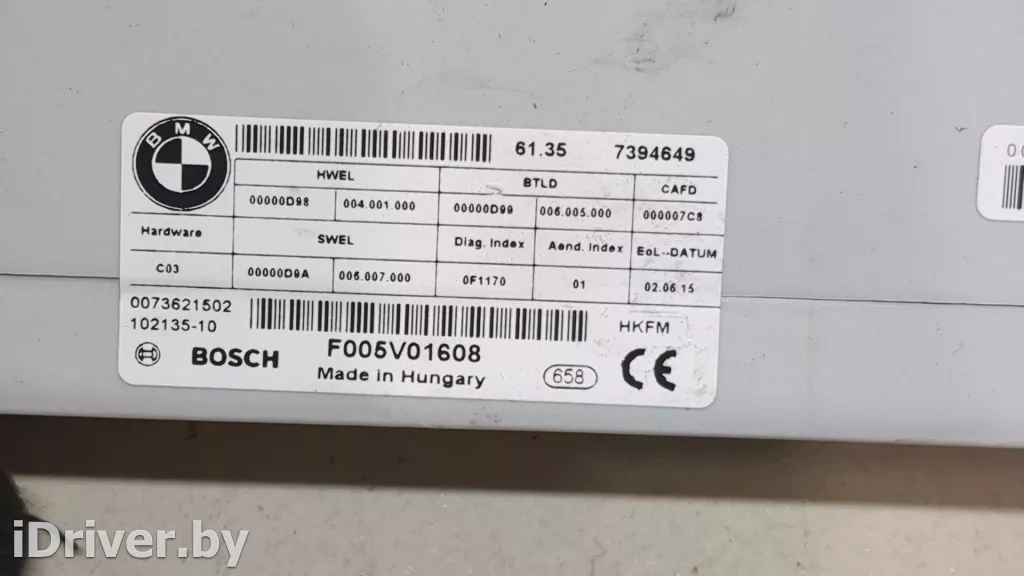 BMW
61.35 7394649
HWEL BTLD CAFD
00000D98 004.001.000 00000D99 006.005.000 000007C8
Hardware SWEL Diag. Index Aend. Index EoL--DATUM
C03 00000D9A 006.007.000 0F1170 01 02.06.15
0073621502
102135-10
HKFM
BOSCH F005V01608
Made in Hungary 658 CE
iDriver.by